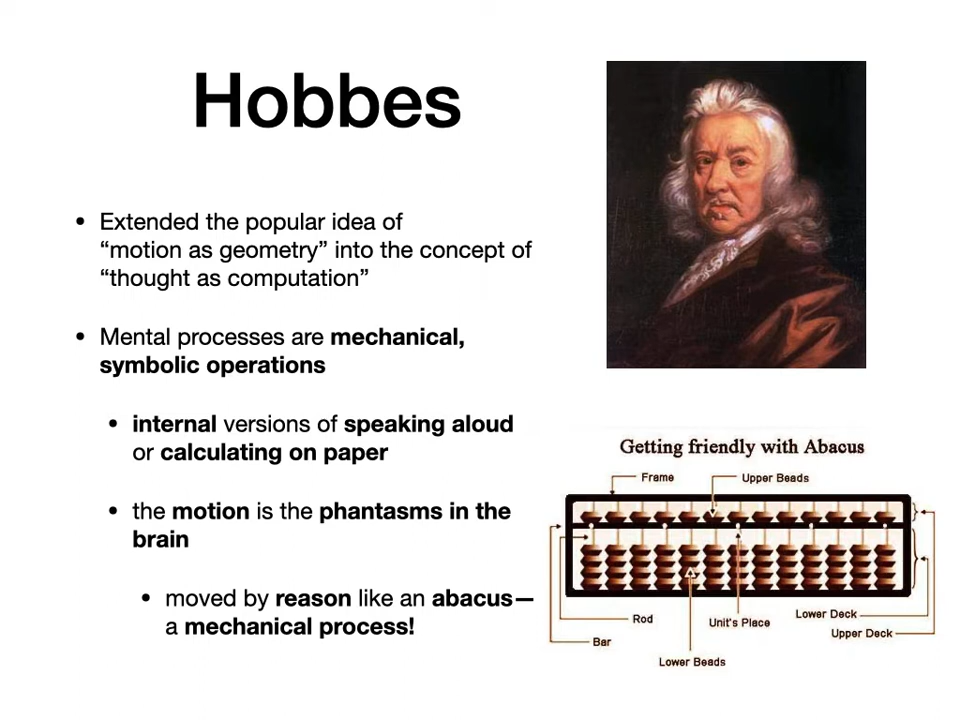 Hobbes
• Extended the popular idea of
“motion as geometry” into the concept of
“thought as computation”
• Mental processes are mechanical,
symbolic operations
• internal versions of speaking aloud
or calculating on paper
• the motion is the phantasms in the
brain
• moved by reason like an abacus—
a mechanical process!
Getting friendly with Abacus
Frame
Upper Beads
Rod
Unit's Place
Lower Deck
Upper Deck
Bar
Lower Beads